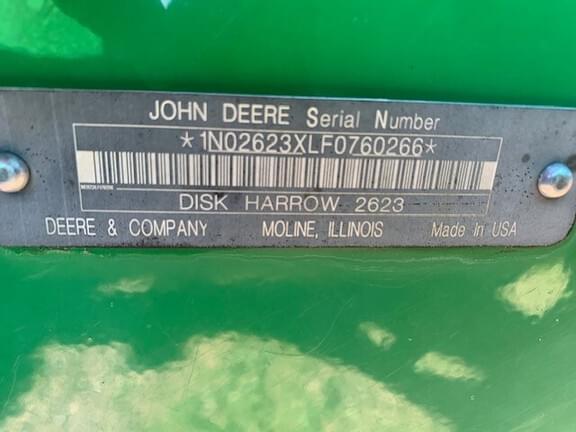 JOHN DEERE Serial Number
*1N02623XLF0760266*
DISK HARROW 2623
DEERE & COMPANY MOLINE, ILLINOIS Made In USA